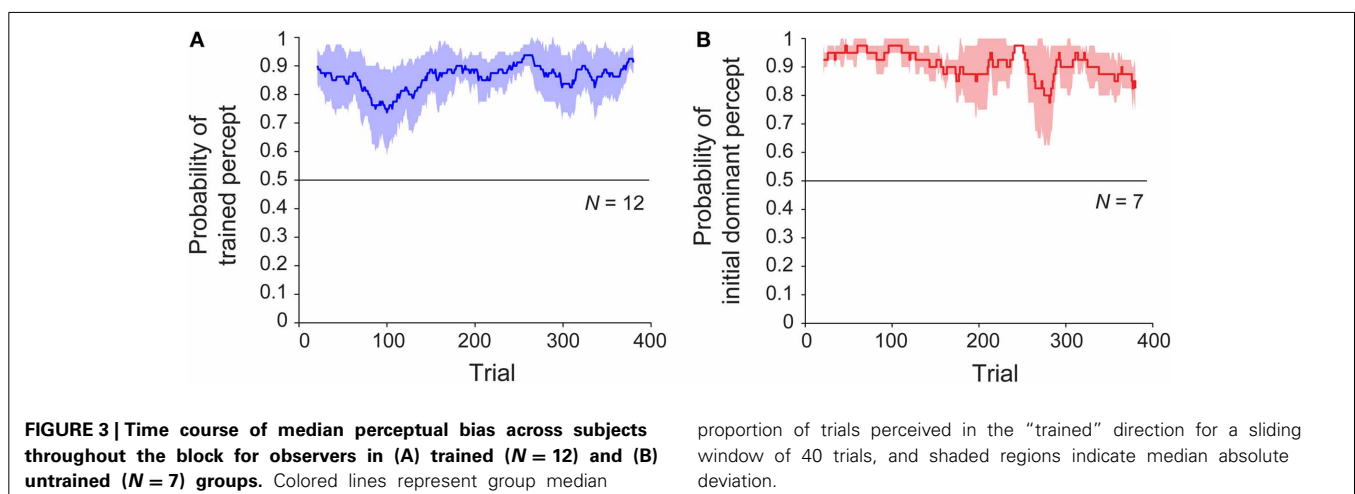 A
Probability of
trained percept
1
0.9
0.8
0.7
0.6
0.5
0.4
0.3
0.2
0.1
0
N = 12
0 100 200 300 400
Trial
B
Probability of
initial dominant percept
1
0.9
0.8
0.7
0.6
0.5
0.4
0.3
0.2
0.1
0
N = 7
0 100 200 300 400
Trial
FIGURE 3 | Time course of median perceptual bias across subjects
throughout the block for observers in (A) trained (N = 12) and (B)
untrained (N = 7) groups. Colored lines represent group median
proportion of trials perceived in the “trained” direction for a sliding
window of 40 trials, and shaded regions indicate median absolute
deviation.